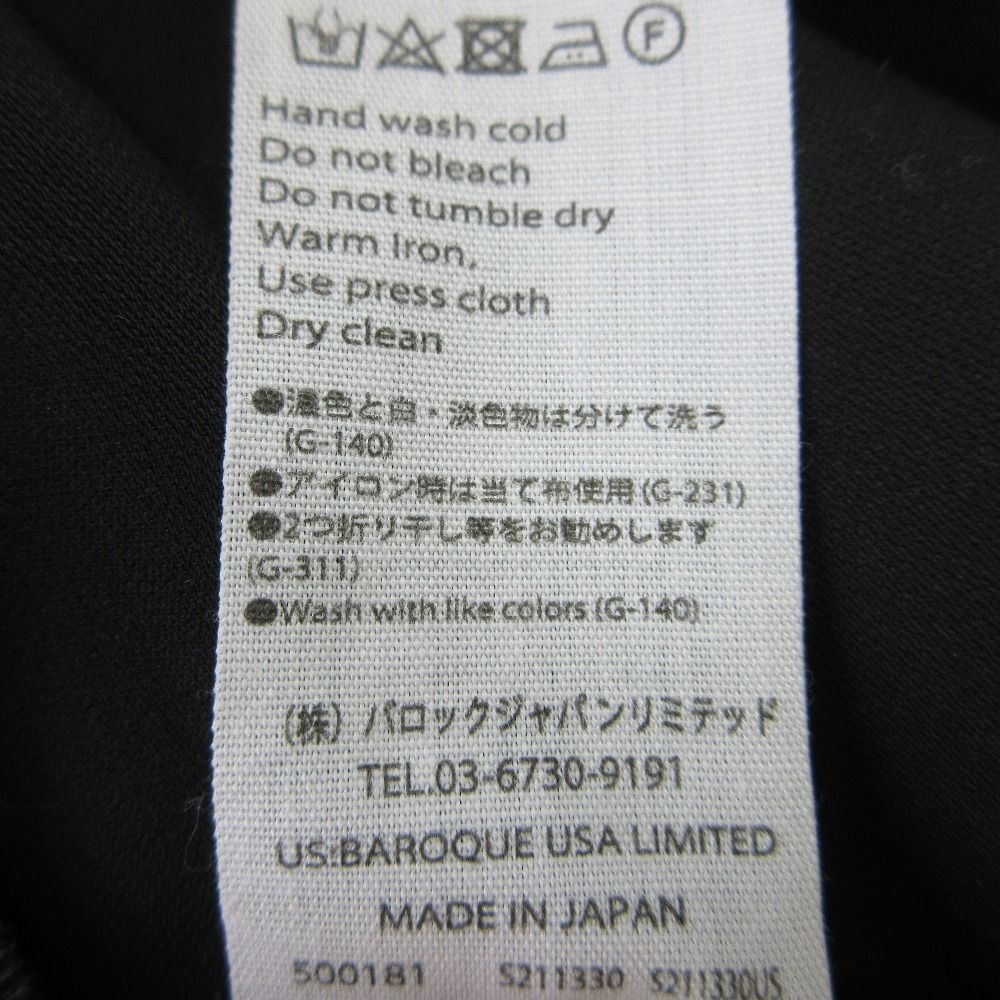 F
Hand wash cold
Do not bleach
Do not tumble dry
Warm Iron,
Use press cloth
Dry clean
●濃色と白・淡色物は分けて洗う
(G-140)
●アイロン時は当て布使用(G-231)
●2つ折り干し等をお勧めします
(G-311)
●Wash with like colors (G-140)
(株) バロックジャパンリミテッド
TEL.03-6730-9191
US:BAROQUE USA LIMITED
MADE IN JAPAN
500181 S211330 S211330US